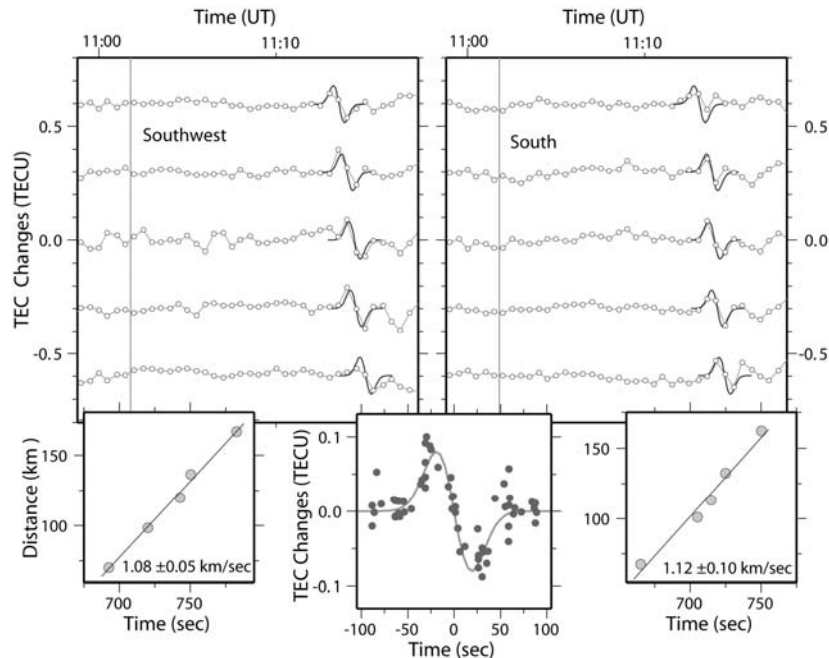 Time (UT)
Time (UT)
11:00
11:10
11:00
11:10
TEC Changes (TECU)
0.5
0.0
-0.5
Southwest
South
0.5
0.0
-0.5
TEC Changes (TECU)
Distance (km)
150
100
1.08 ±0.05 km/sec
700
750
Time (sec)
TEC Changes (TECU)
0.1
0.0
-0.1
-100
-50
0
50
100
Time (sec)
150
100
1.12 ±0.10 km/sec
700
750
Time (sec)